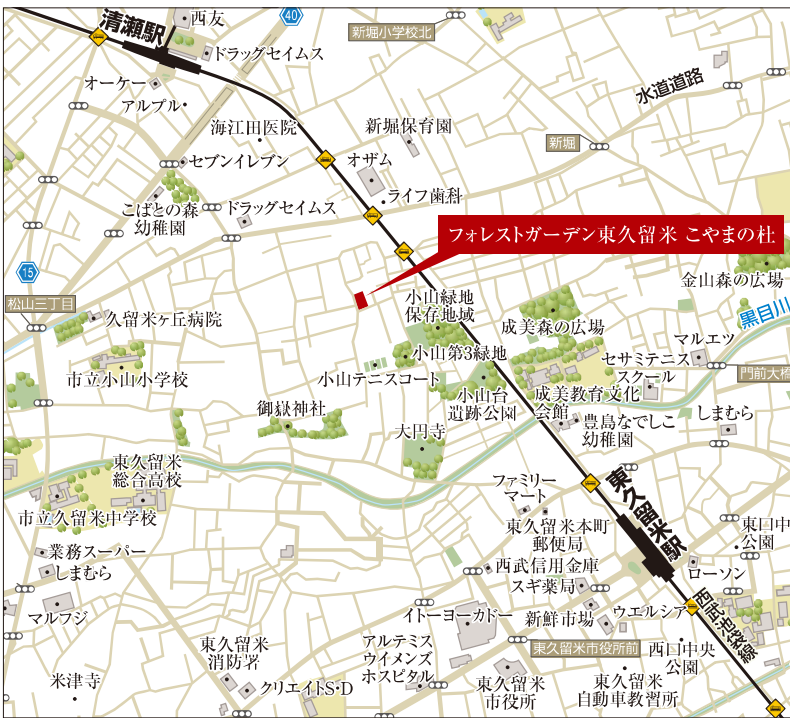 清瀬駅
西友
40
ドラッグセイムス
新堀小学校北
オーケー
アルプル
水道道路
海江田医院
新堀保育園
新堀
セブンイレブン
オザム
ライフ歯科
こばとの森
幼稚園
ドラッグセイムス
フォレストガーデン東久留米 こやまの杜
15
金山森の広場
松山三丁目
久留米ヶ丘病院
小山緑地
保存地域
成美森の広場
黒目川
マルエツ
小山第3緑地
セサミテニス
スクール
門前大橋
市立小山小学校
小山テニスコート
小山台
遺跡公園
成美教育文化
会館
御嶽神社
しまむら
豊島なでしこ
幼稚園
大円寺
東久留米
総合高校
ファミリー
マート
東久留米駅
市立久留米中学校
東久留米本町
郵便局
東口中央
公園
業務スーパー
しまむら
西武信用金庫
スギ薬局
ローソン
マルフジ
イトーヨーカドー
新鮮市場
ウエルシア
西武池袋線
東久留米
消防署
アルテミス
ウイメンズ
ホスピタル
東久留米市役所前
西口中央
公園
米津寺
クリエイトS・D
東久留米
市役所
東久留米
自動車教習所